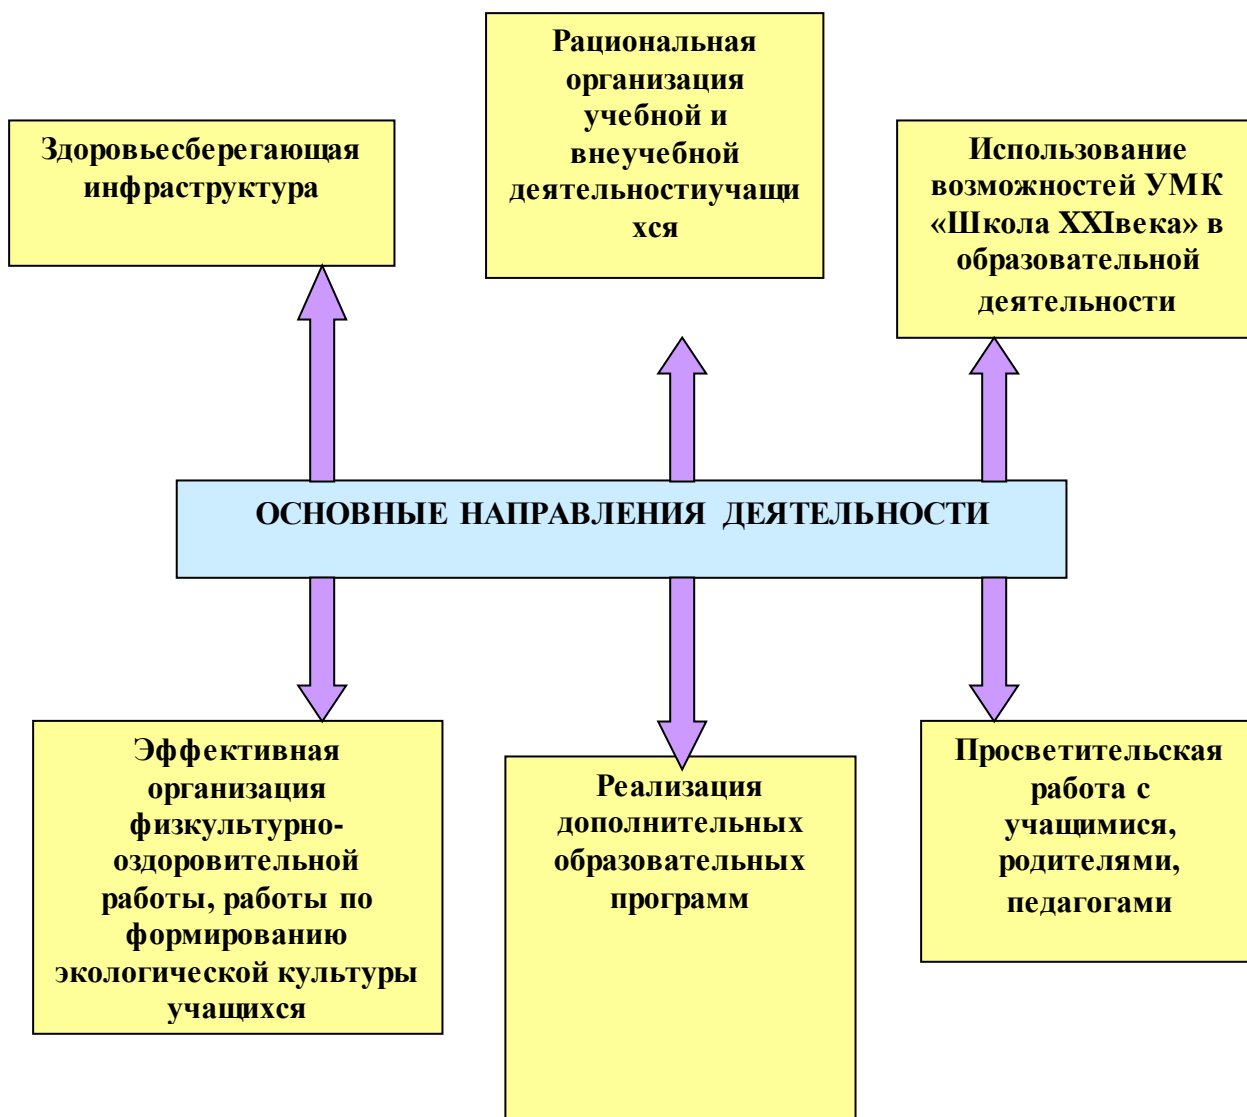 Рациональная
организация
учебной и
внеучебной
деятельностиучащи
хся
Здоровьесберегающая
инфраструктура
Использование
возможностей УМК
«Школа XXIвека» в
образовательной
деятельности
ОСНОВНЫЕ НАПРАВЛЕНИЯ ДЕЯТЕЛЬНОСТИ
Эффективная
организация
физкультурно-
оздоровительной
работы, работы по
формированию
экологической культуры
учащихся
Реализация
дополнительных
образовательных
программ
Просветительская
работа с
учащимися,
родителями,
педагогами